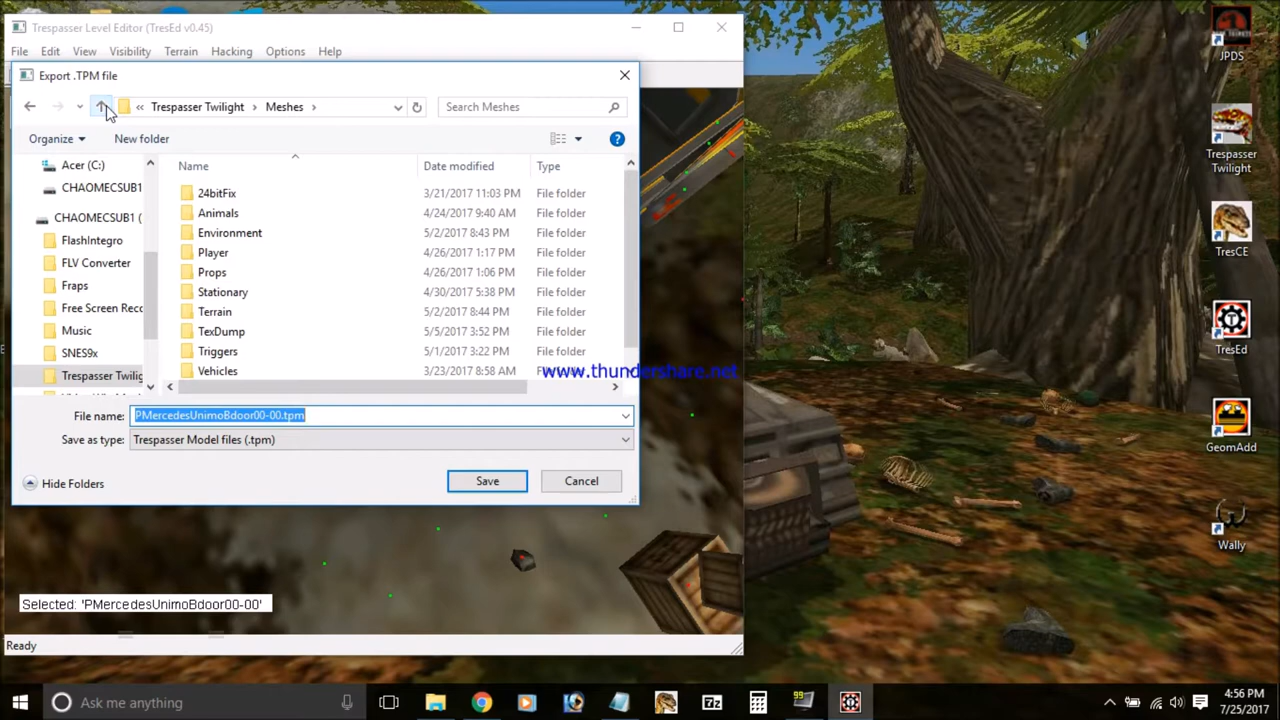 Trespasser Level Editor (TresEd v0.45)
File Edit View Visibility Terrain Hacking Options Help
Export .TPM file
« Trespasser Twilight › Meshes ›
Search Meshes
Organize
New folder
Acer (C:)
CHAOMECSUB1
CHAOMECSUB1 (
FlashIntegro
FLV Converter
Fraps
Free Screen Reco
Music
SNES9x
Trespasser Twilig
Name Date modified Type
24bitFix 3/21/2017 11:03 PM File folder
Animals 4/24/2017 9:40 AM File folder
Environment 5/2/2017 8:43 PM File folder
Player 4/26/2017 1:17 PM File folder
Props 4/26/2017 1:06 PM File folder
Stationary 4/30/2017 5:38 PM File folder
Terrain 5/2/2017 8:44 PM File folder
TexDump 5/5/2017 3:52 PM File folder
Triggers 5/1/2017 3:22 PM File folder
Vehicles 3/23/2017 8:58 AM File folder
www.thundershare.net
File name: PMercedesUnimoBdoor00-00.tpm
Save as type: Trespasser Model files (.tpm)
Hide Folders
Save
Cancel
Selected: 'PMercedesUnimoBdoor00-00'
Ready
JPDS
Trespasser
Twilight
TresCE
TresEd
GeomAdd
Wally
Ask me anything
99
4:56 PM
7/25/2017